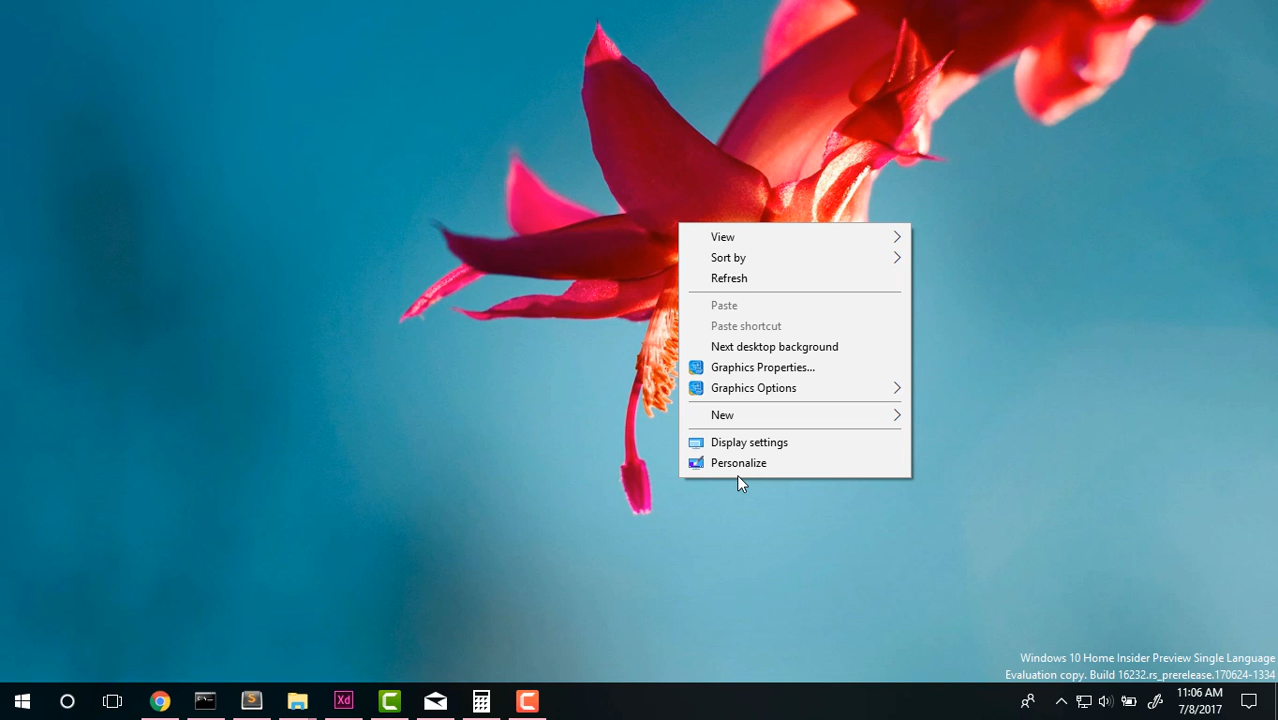 View
Sort by
Refresh
Paste
Paste shortcut
Next desktop background
Graphics Properties...
Graphics Options
New
Display settings
Personalize
Windows 10 Home Insider Preview Single Language
Evaluation copy. Build 16232.rs_prerelease.170624-1334
Xd
11:06 AM
7/8/2017